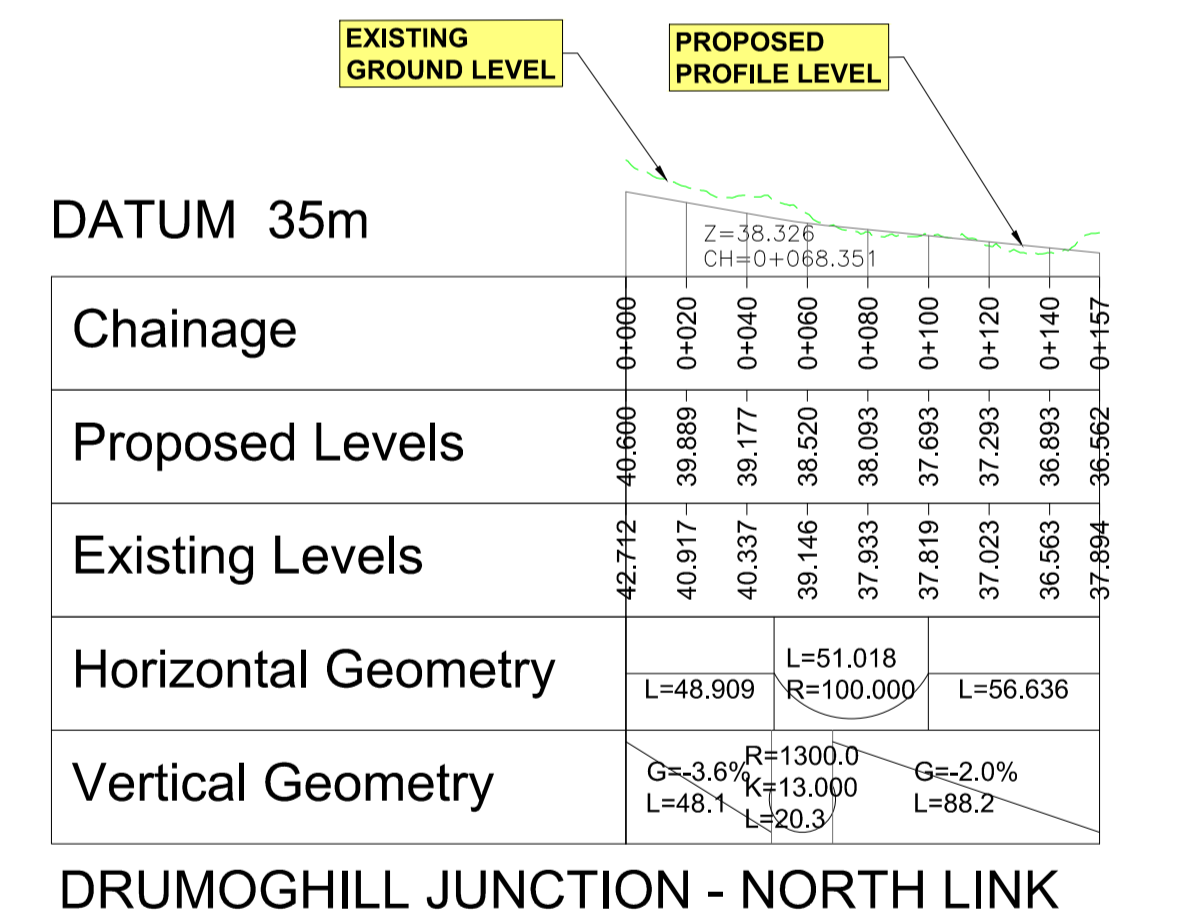 EXISTING
GROUND LEVEL
PROPOSED
PROFILE LEVEL
DATUM 35m
Z=38.326
CH=0+068.351
Chainage
0+000 0+020 0+040 0+060 0+080 0+100 0+120 0+140 0+157
Proposed Levels
40.600 39.889 39.177 38.520 38.093 37.693 37.293 36.893 36.562
Existing Levels
42.712 40.917 40.337 39.146 37.933 37.819 37.023 36.563 37.894
Horizontal Geometry
L=48.909
L=51.018
R=100.000
L=56.636
Vertical Geometry
G=-3.6%
L=48.1
R=1300.0
K=13.000
L=20.3
G=-2.0%
L=88.2
DRUMOGHILL JUNCTION - NORTH LINK